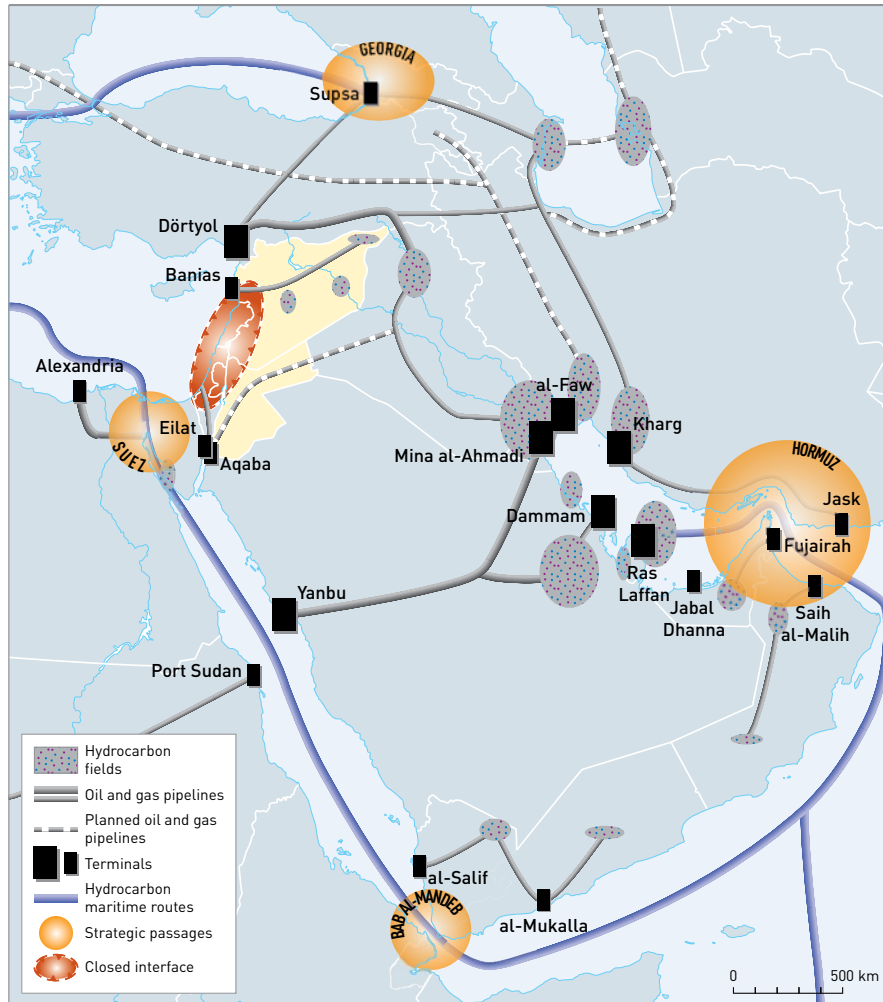 GEORGIA
Supsa
Dörtyol
Banias
Alexandria
SUEZ
Eilat
Aqaba
al-Faw
Mina al-Ahmadi
Kharg
HORMUZ
Jask
Fujairah
Dammam
Ras
Laffan
Jabal
Dhanna
Saih
al-Malih
Yanbu
Port Sudan
al-Salif
BAB AL-MANDEB
al-Mukalla
Hydrocarbon
fields
Oil and gas pipelines
Planned oil and gas
pipelines
Terminals
Hydrocarbon
maritime routes
Strategic passages
Closed interface
0 500 km